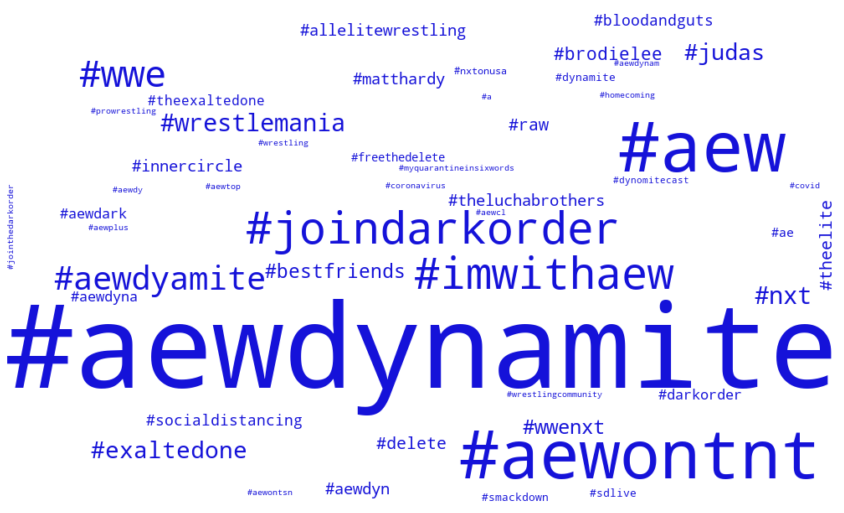 #bloodandguts
#allelitewrestling
#brodielee
#judas
#aewdynam
#wwe
#matthardy
#nxtonusa
#dynamite
#theexaltedone
#a
#homecoming
#prowrestling
#wrestlemania
#raw
#aew
#wrestling
#innercircle
#freethedelete
#myquarantineinsixwords
#dynomitecast
#aewdy
#aewtop
#coronavirus
#covid
#jointhedarkorder
#aewdark
#theluchabrothers
#aewcl
#aewplus
#joindarkorder
#ae
#theelite
#aewdyamite
#bestfriends
#imwithaew
#aewdyna
#nxt
#aewdynamite
#wrestlingcommunity
#darkorder
#socialdistancing
#wwenxt
#exaltedone
#delete
#aewontnt
#aewontsn
#aewdyn
#smackdown
#sdlive